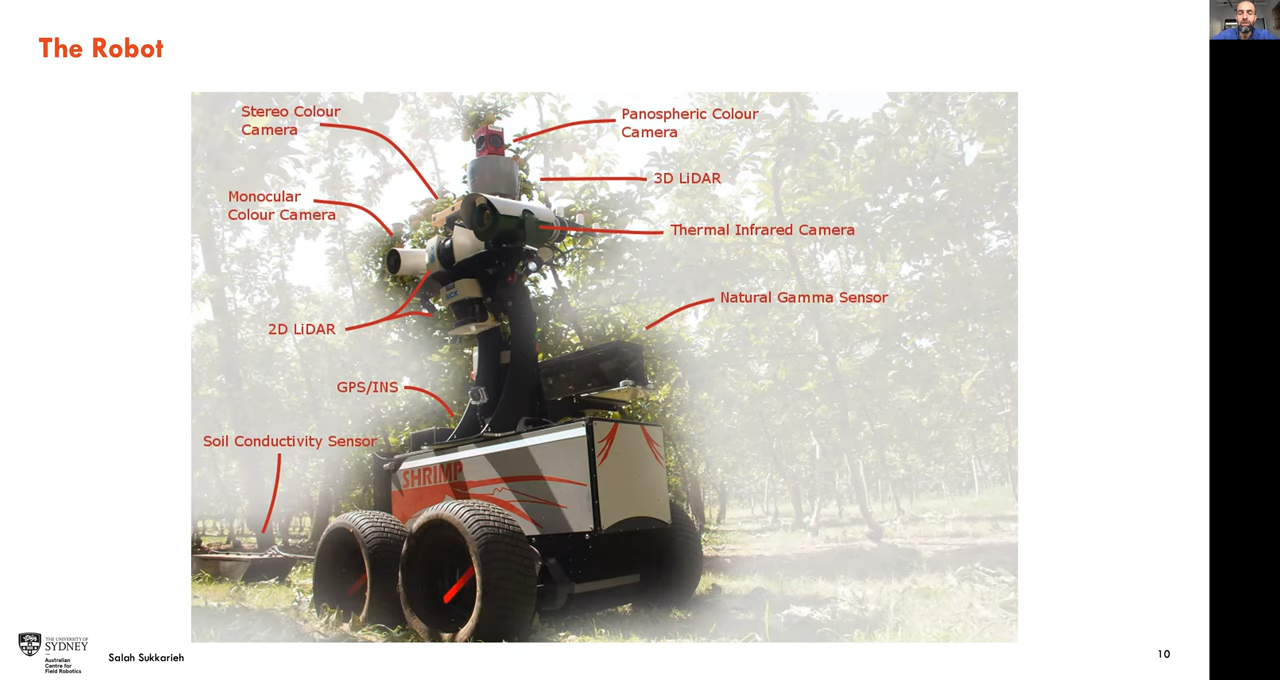 The Robot
Stereo Colour
Camera
Panospheric Colour
Camera
3D LiDAR
Monocular
Colour Camera
Thermal Infrared Camera
Natural Gamma Sensor
2D LiDAR
GPS/INS
Soil Conductivity Sensor
SICK
SHRIMP
THE UNIVERSITY OF
SYDNEY
Australian
Centre for
Field Robotics
Salah Sukkarieh
10